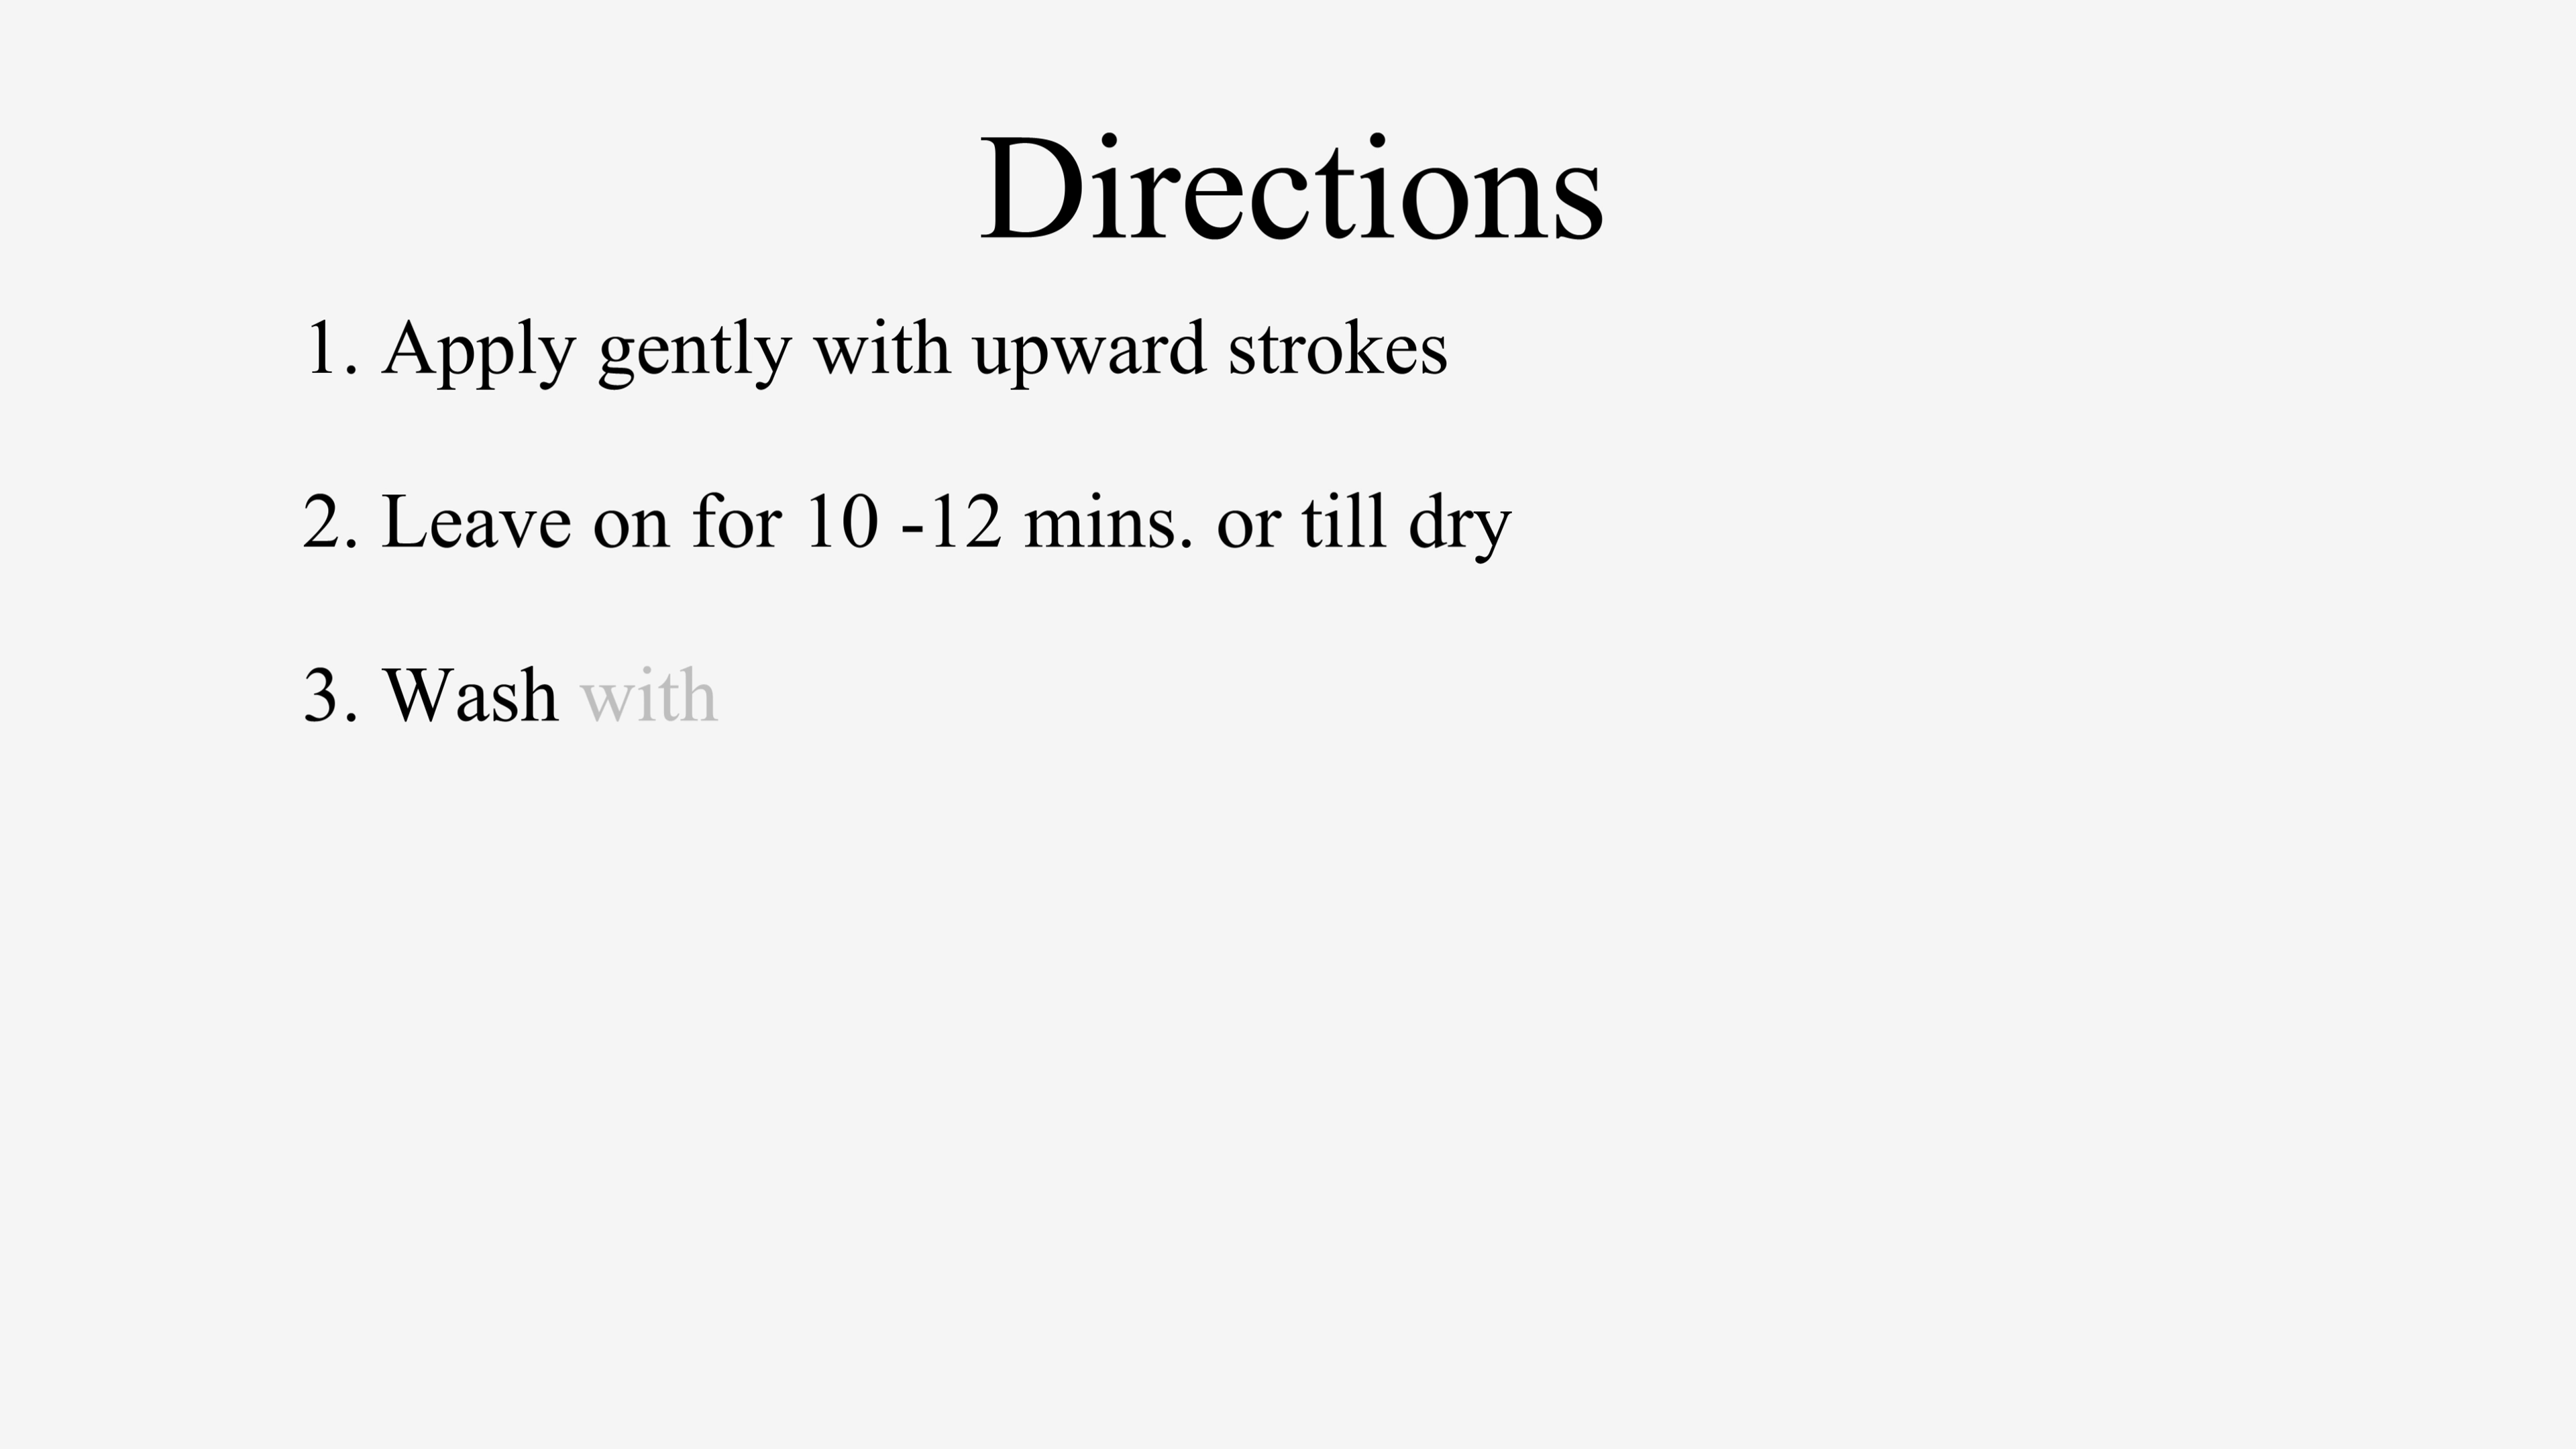 Directions
1. Apply gently with upward strokes
2. Leave on for 10 -12 mins. or till dry
3. Wash with